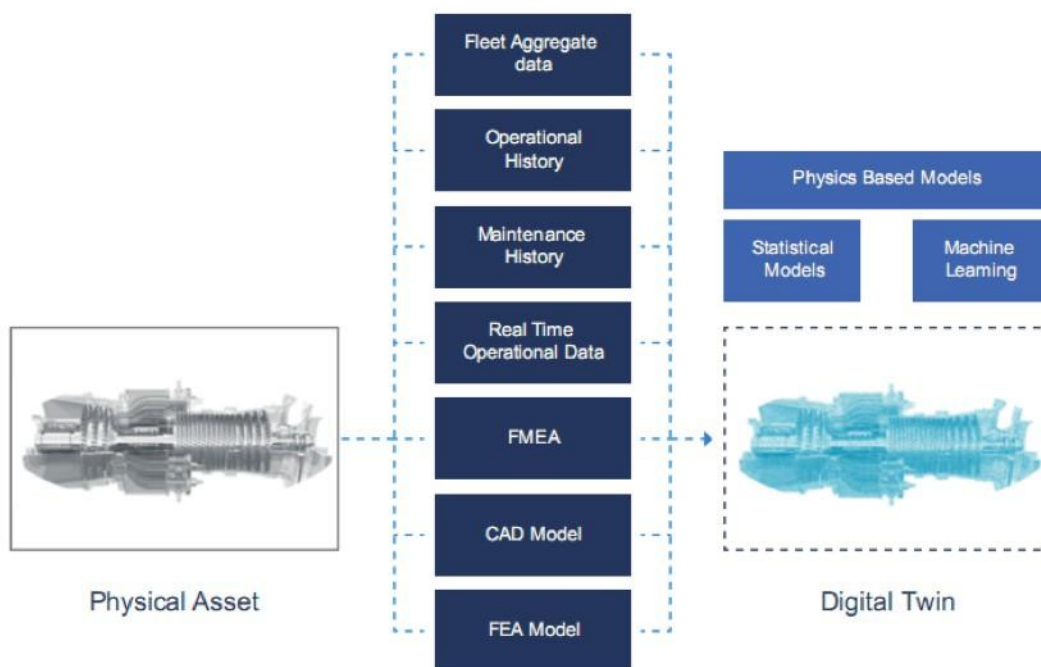 Fleet Aggregate
data
Operational
History
Maintenance
History
Real Time
Operational Data
FMEA
CAD Model
FEA Model
Physical Asset
Physics Based Models
Statistical
Models
Machine
Learning
Digital Twin